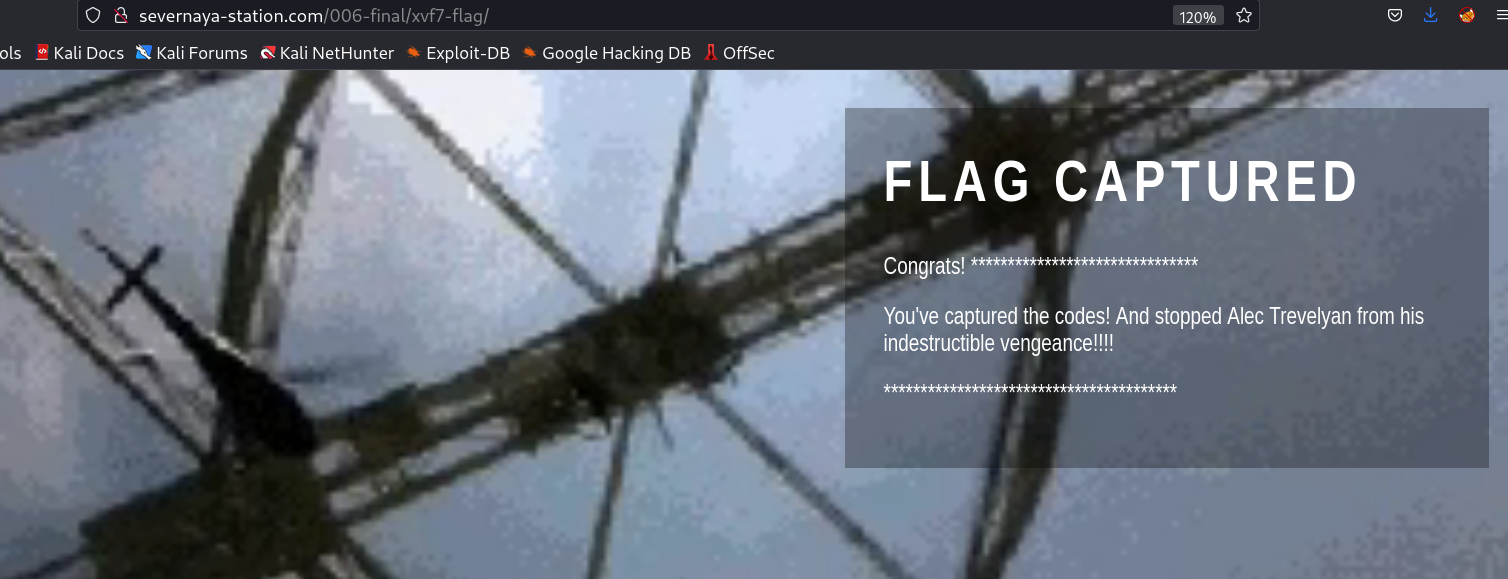 severnaya-station.com/006-final/xvf7-flag/
120%
ols Kali Docs Kali Forums Kali NetHunter Exploit-DB Google Hacking DB OffSec
FLAG CAPTURED
Congrats! *******************************
You've captured the codes! And stopped Alec Trevelyan from his
indestructible vengeance!!!!
****************************************